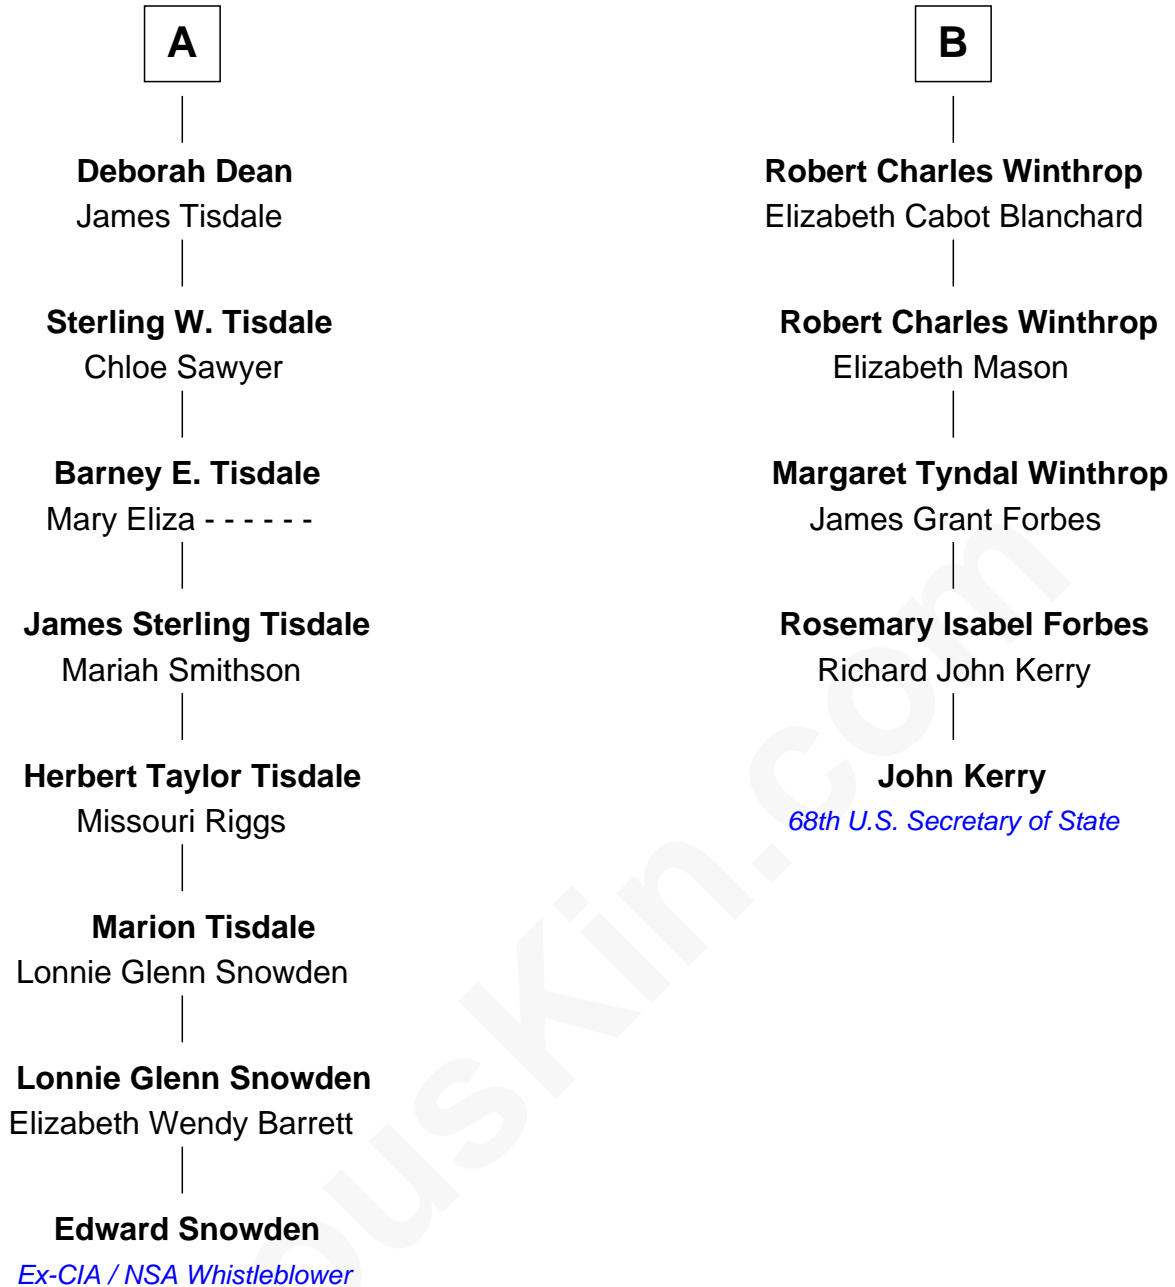 A
Deborah Dean
James Tisdale
Sterling W. Tisdale
Chloe Sawyer
Barney E. Tisdale
Mary Eliza - - - - - -
James Sterling Tisdale
Mariah Smithson
Herbert Taylor Tisdale
Missouri Riggs
Marion Tisdale
Lonnie Glenn Snowden
Lonnie Glenn Snowden
Elizabeth Wendy Barrett
Edward Snowden
Ex-CIA / NSA Whistleblower
B
Robert Charles Winthrop
Elizabeth Cabot Blanchard
Robert Charles Winthrop
Elizabeth Mason
Margaret Tyndal Winthrop
James Grant Forbes
Rosemary Isabel Forbes
Richard John Kerry
John Kerry
68th U.S. Secretary of State
ousKin.com